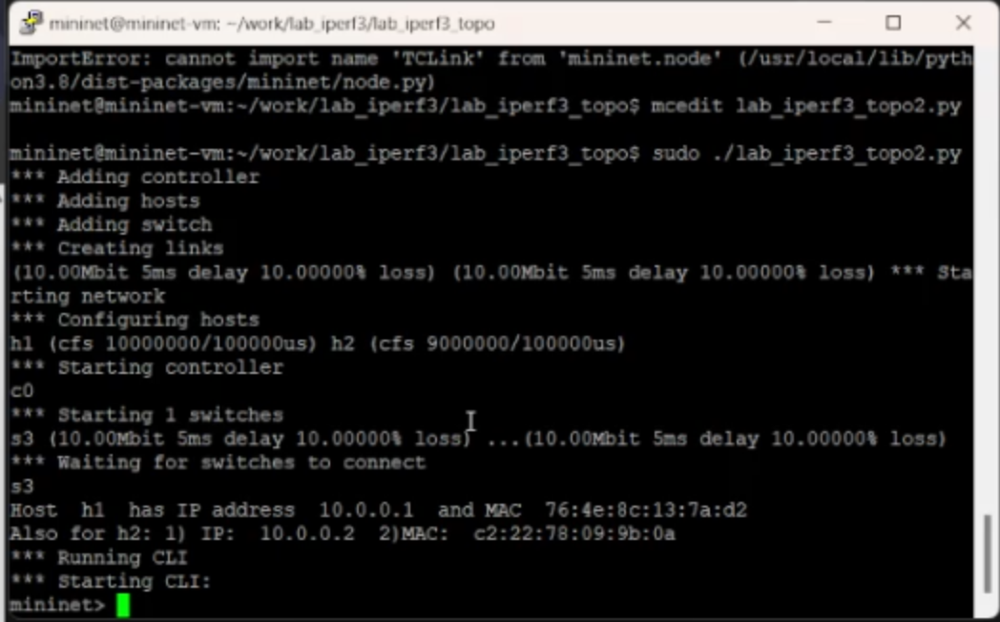 mininet@mininet-vm: ~/work/lab_iperf3/lab_iperf3_topo
ImportError: cannot import name 'TCLink' from 'mininet.node' (/usr/local/lib/pyth
on3.8/dist-packages/mininet/node.py)
mininet@mininet-vm:~/work/lab_iperf3/lab_iperf3_topo$ mcedit lab_iperf3_topo2.py
mininet@mininet-vm:~/work/lab_iperf3/lab_iperf3_topo$ sudo ./lab_iperf3_topo2.py
*** Adding controller
*** Adding hosts
*** Adding switch
*** Creating links
(10.00Mbit 5ms delay 10.00000% loss) (10.00Mbit 5ms delay 10.00000% loss) *** Sta
rting network
*** Configuring hosts
h1 (cfs 10000000/100000us) h2 (cfs 9000000/100000us)
*** Starting controller
c0
*** Starting 1 switches
s3 (10.00Mbit 5ms delay 10.00000% loss) ...(10.00Mbit 5ms delay 10.00000% loss)
*** Waiting for switches to connect
s3
Host  h1  has IP address  10.0.0.1  and MAC  76:4e:8c:13:7a:d2
Also for h2: 1) IP:  10.0.0.2  2)MAC:  c2:22:78:09:9b:0a
*** Running CLI
*** Starting CLI:
mininet>